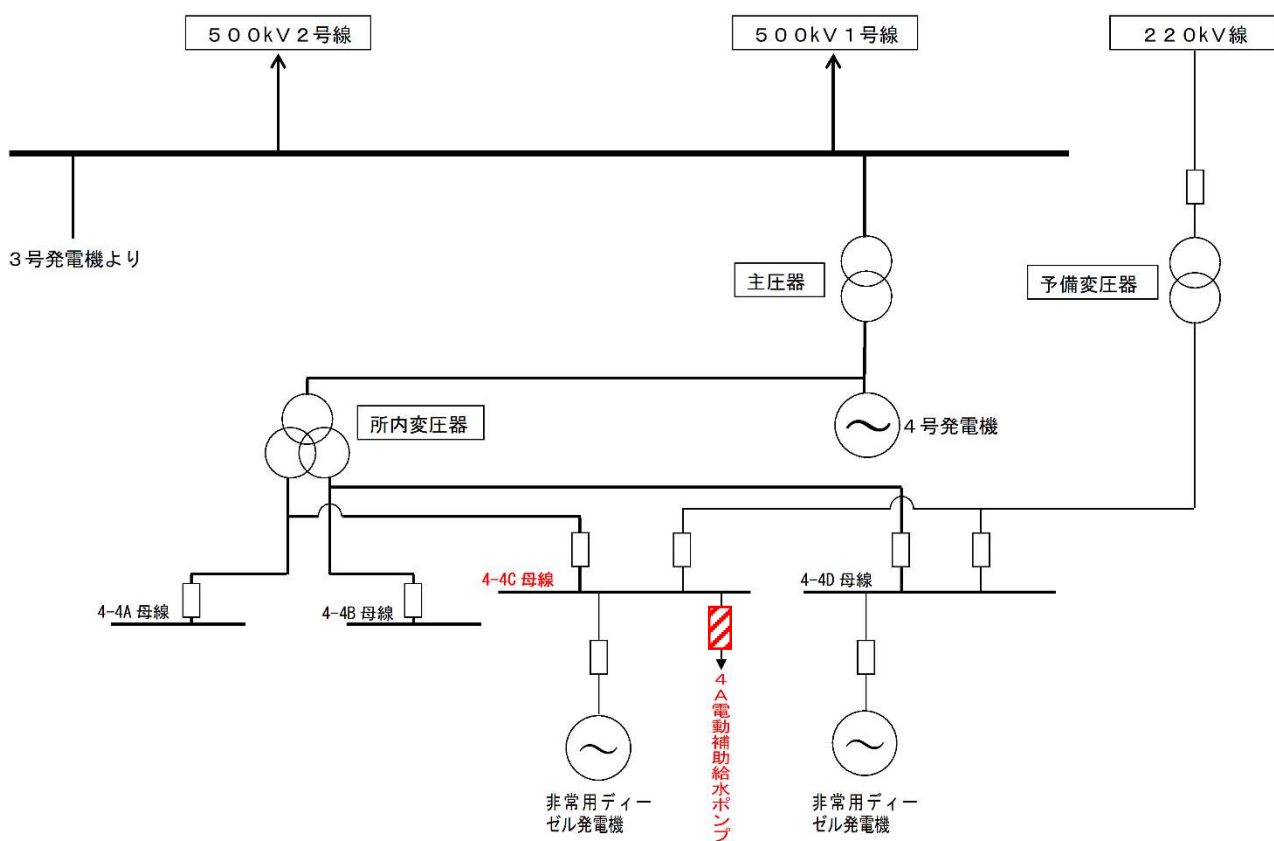 ５００kV２号線
５００kV１号線
２２０kV線
３号発電機より
主圧器
予備変圧器
所内変圧器
４号発電機
4-4C 母線
4-4D 母線
4-4A 母線
4-4B 母線
４Ａ電動補助給水ポンプ
非常用ディー
ゼル発電機
非常用ディー
ゼル発電機